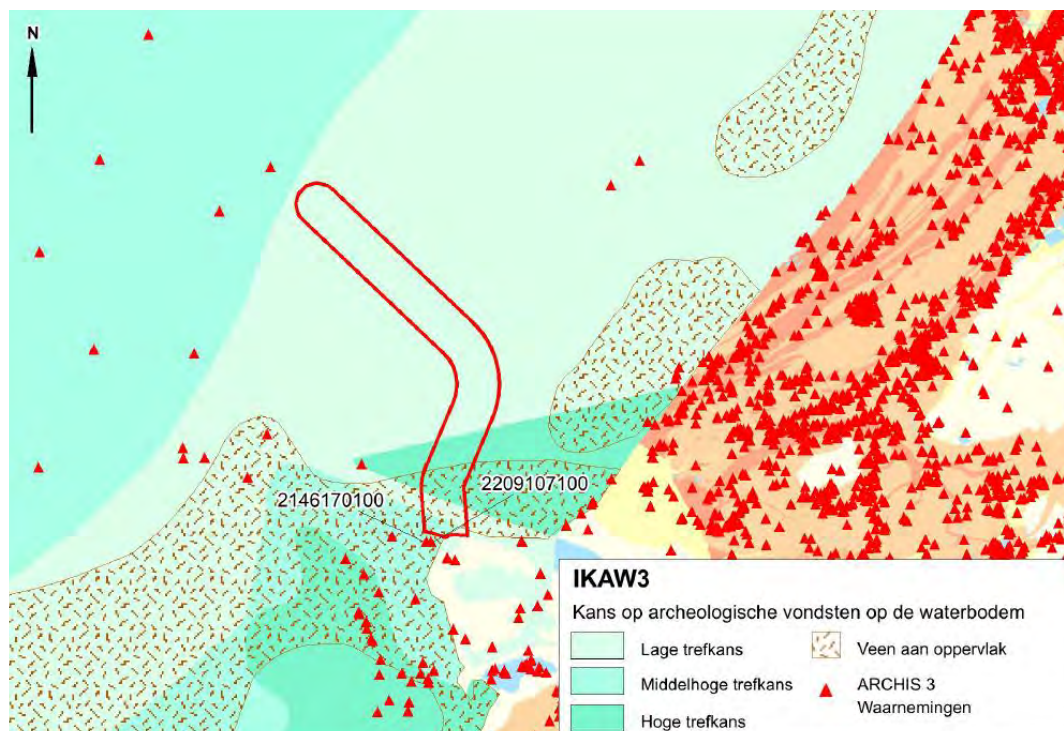 N
2146170100
2209107100
IKAW3
Kans op archeologische vondsten op de waterbodem
Lage trefkans
Middelhoge trefkans
Hoge trefkans
Veen aan oppervlak
ARCHIS 3
Waarnemingen